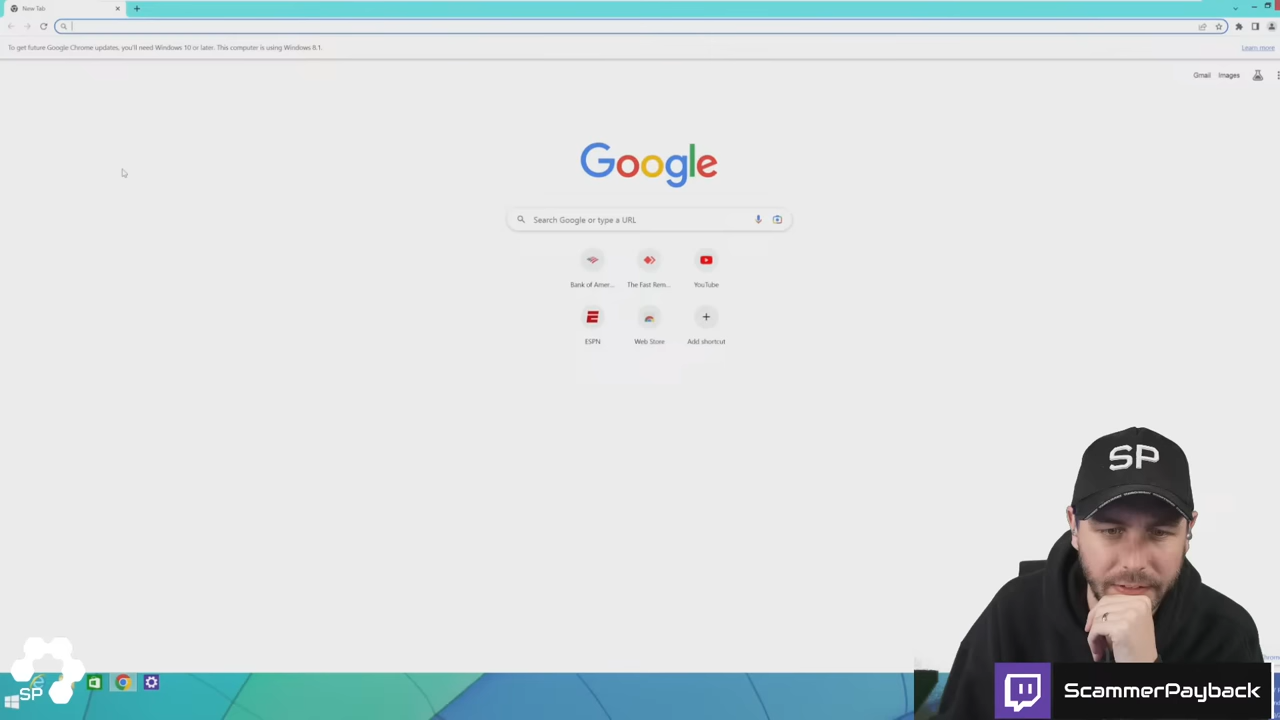 New Tab
To get future Google Chrome updates, you'll need Windows 10 or later. This computer is using Windows 8.1.
Learn more
Gmail Images
Google
Search Google or type a URL
Bank of Amer... The Fast Rem... YouTube
ESPN Web Store Add shortcut
SP
SP
ScammerPayback